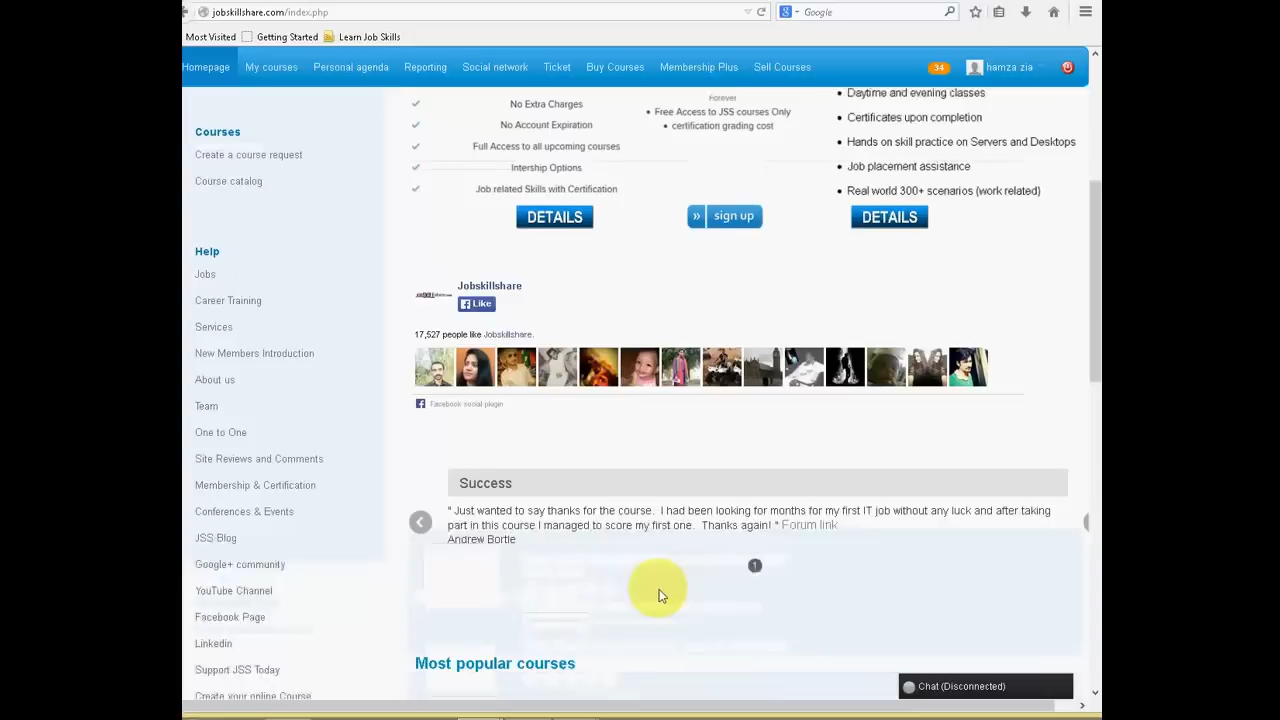 jobskillshare.com/index.php
Google
Most Visited Getting Started Learn Job Skills
Homepage My courses Personal agenda Reporting Social network Ticket Buy Courses Membership Plus Sell Courses 34 hamza zia
Courses
Create a course request
Course catalog
Help
Jobs
Career Training
Services
New Members Introduction
About us
Team
One to One
Site Reviews and Comments
Membership & Certification
Conferences & Events
JSS Blog
Google+ community
YouTube Channel
Facebook Page
Linkedin
Support JSS Today
Create your online Course
No Extra Charges
No Account Expiration
Full Access to all upcoming courses
Intership Options
Job related Skills with Certification
DETAILS
Forever
Free Access to JSS courses Only
certification grading cost
» sign up
Daytime and evening classes
Certificates upon completion
Hands on skill practice on Servers and Desktops
Job placement assistance
Real world 300+ scenarios (work related)
DETAILS
Jobskillshare
Like
17,527 people like Jobskillshare.
Facebook social plugin
Success
" Just wanted to say thanks for the course. I had been looking for months for my first IT job without any luck and after taking
part in this course I managed to score my first one. Thanks again! " Forum link
Andrew Bortle
1
Most popular courses
Chat (Disconnected)